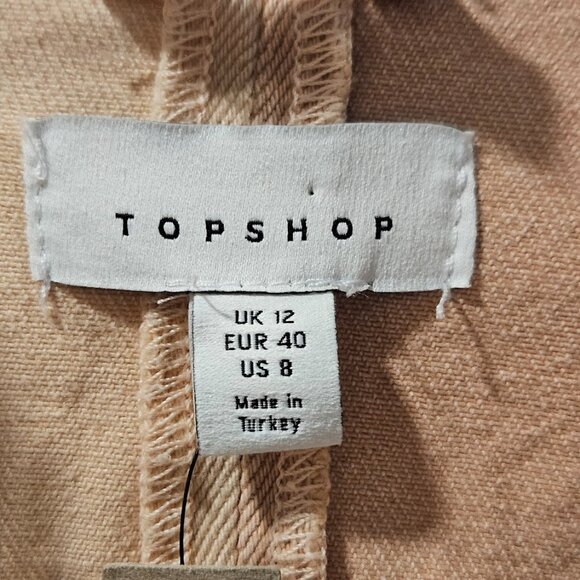 TOPSHOP
UK 12
EUR 40
US 8
Made in
Turkey